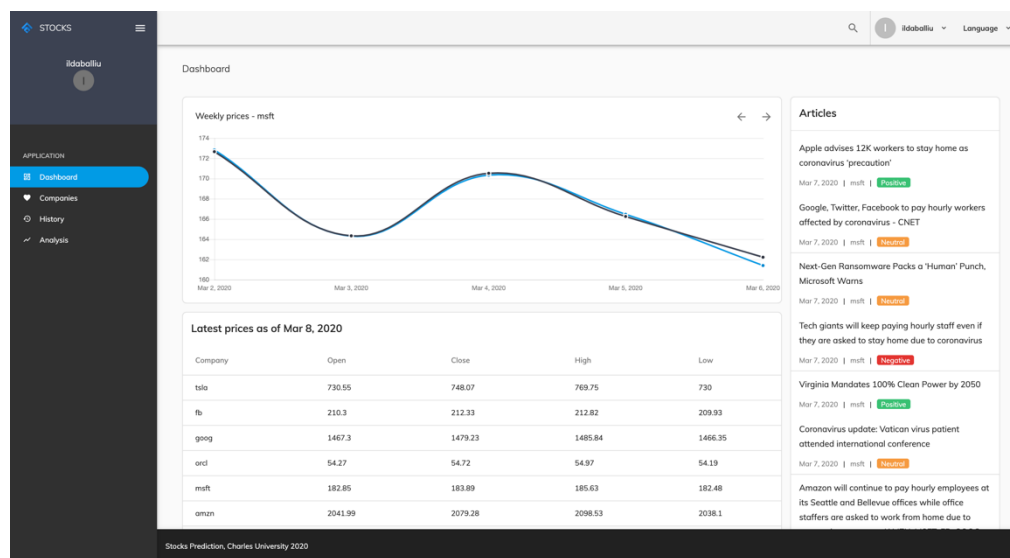 STOCKS
I
ildaballiu
Language
ildaballiu
I
APPLICATION
Dashboard
Companies
History
Analysis
Dashboard
Weekly prices - msft
174
172
170
168
166
164
162
160
Mar 2, 2020 Mar 3, 2020 Mar 4, 2020 Mar 5, 2020 Mar 6, 2020
Latest prices as of Mar 8, 2020
Company Open Close High Low
tsla 730.55 748.07 769.75 730
fb 210.3 212.33 212.82 209.93
goog 1467.3 1479.23 1485.84 1466.35
orcl 54.27 54.72 54.97 54.19
msft 182.85 183.89 185.63 182.48
amzn 2041.99 2079.28 2098.53 2038.1
Articles
Apple advises 12K workers to stay home as
coronavirus 'precaution'
Mar 7, 2020 | msft | Positive
Google, Twitter, Facebook to pay hourly workers
affected by coronavirus - CNET
Mar 7, 2020 | msft | Neutral
Next-Gen Ransomware Packs a 'Human' Punch,
Microsoft Warns
Mar 7, 2020 | msft | Neutral
Tech giants will keep paying hourly staff even if
they are asked to stay home due to coronavirus
Mar 7, 2020 | msft | Negative
Virginia Mandates 100% Clean Power by 2050
Mar 7, 2020 | msft | Positive
Coronavirus update: Vatican virus patient
attended international conference
Mar 7, 2020 | msft | Neutral
Amazon will continue to pay hourly employees at
its Seattle and Bellevue offices while office
staffers are asked to work from home due to
Stocks Prediction, Charles University 2020